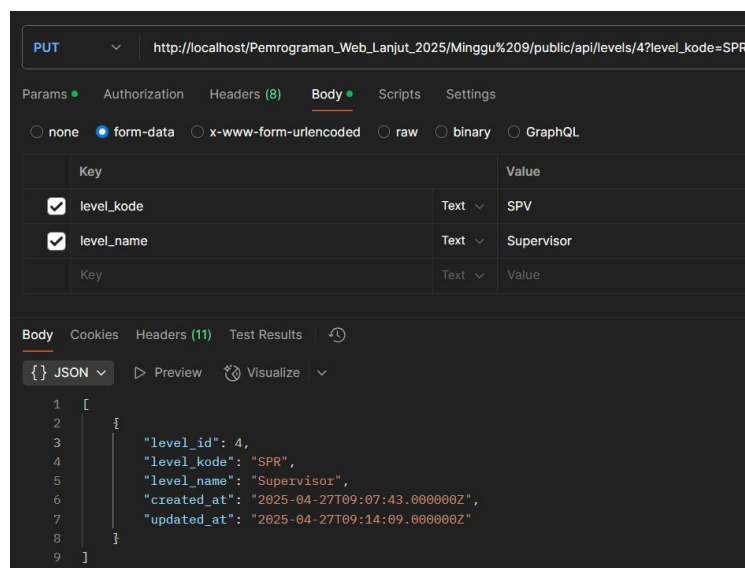 PUT http://localhost/Pemrograman_Web_Lanjut_2025/Minggu%209/public/api/levels/4?level_kode=SPR
Params Authorization Headers (8) Body Scripts Settings
none form-data x-www-form-urlencoded raw binary GraphQL
Key Value
level_kode Text SPV
level_name Text Supervisor
Key Text Value
Body Cookies Headers (11) Test Results
{} JSON Preview Visualize
1 [
2 {
3 "level_id": 4,
4 "level_kode": "SPR",
5 "level_name": "Supervisor",
6 "created_at": "2025-04-27T09:07:43.000000Z",
7 "updated_at": "2025-04-27T09:14:09.000000Z"
8 }
9 ]